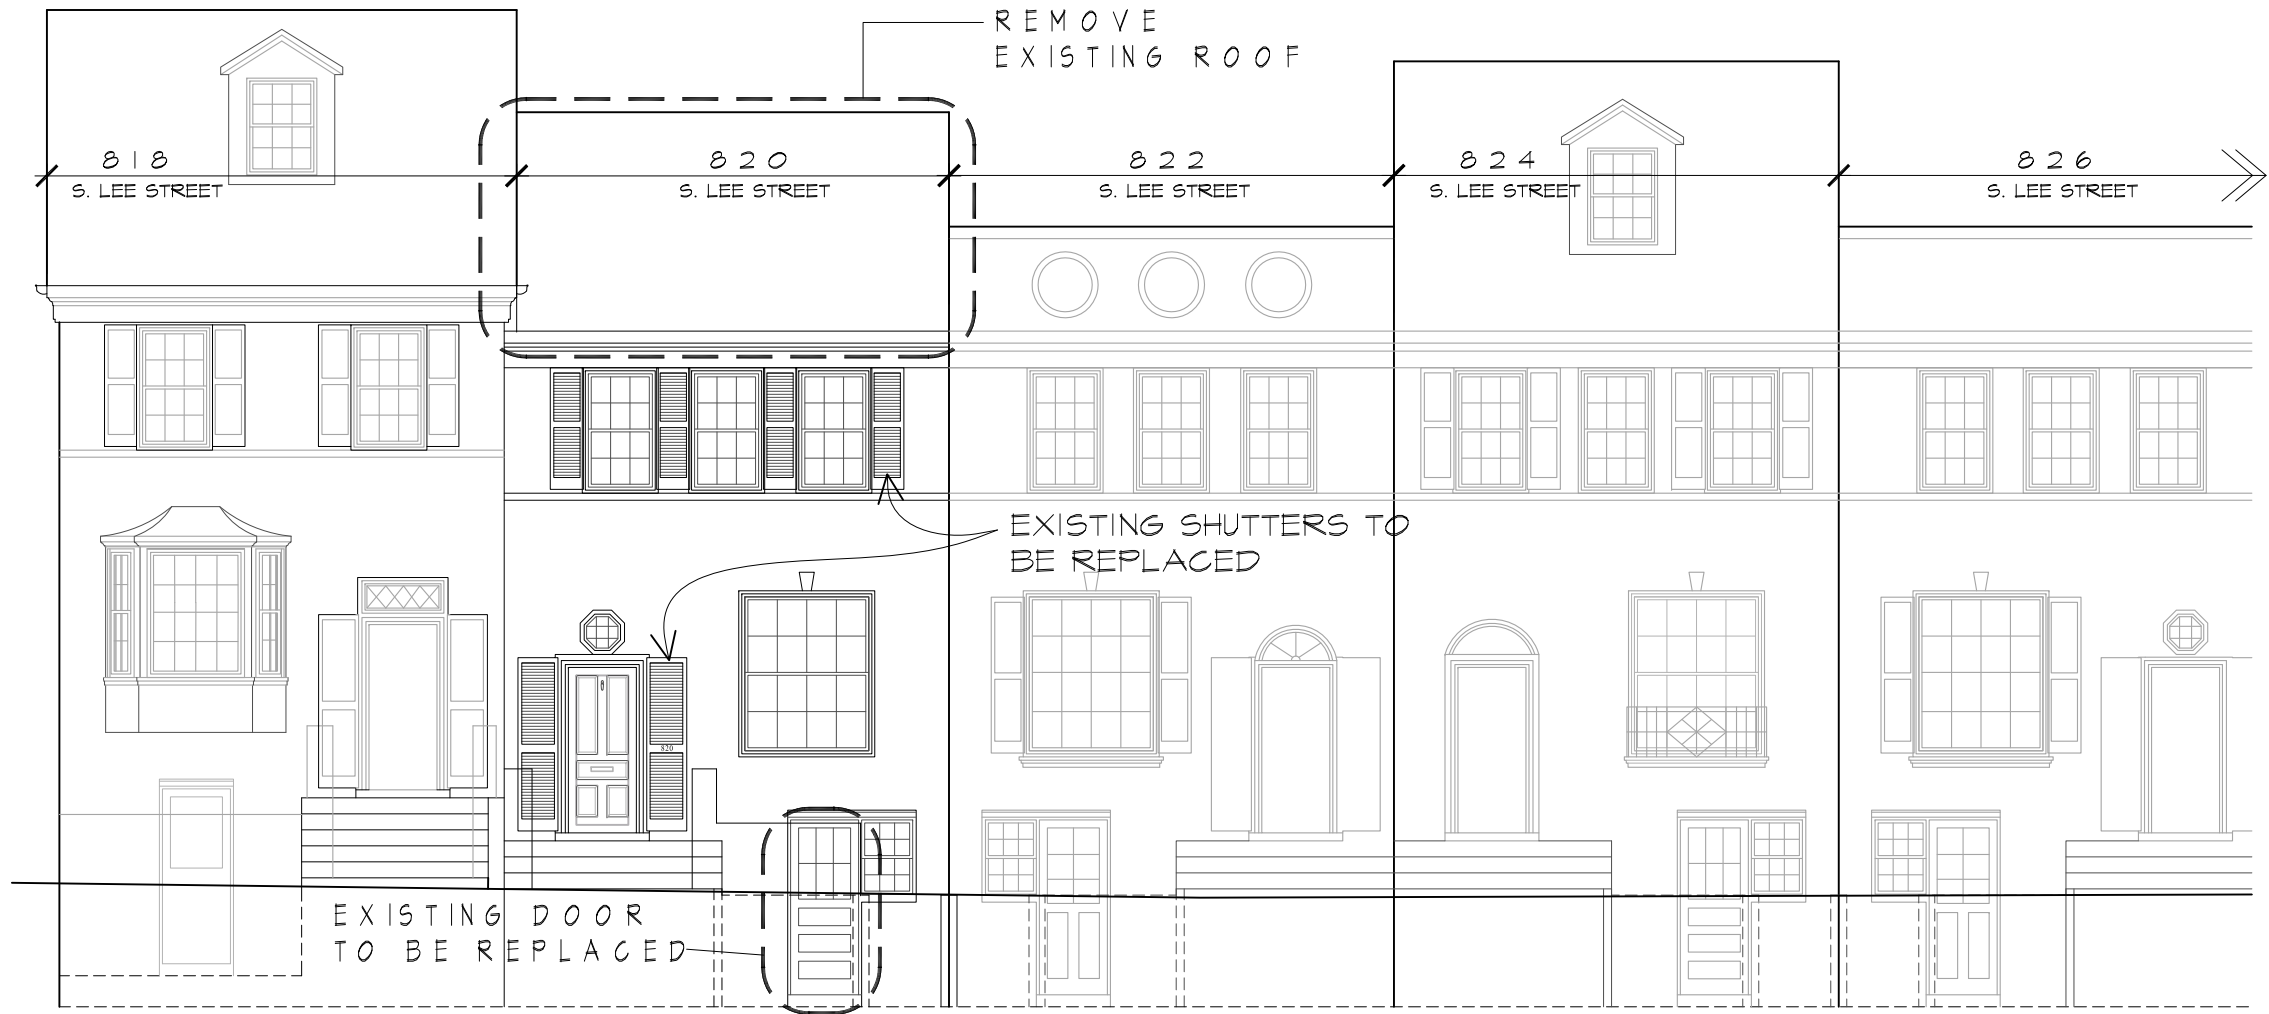 REMOVE
EXISTING ROOF
818
S. LEE STREET
820
S. LEE STREET
822
S. LEE STREET
824
S. LEE STREET
826
S. LEE STREET
EXISTING SHUTTERS TO
BE REPLACED
820
EXISTING DOOR
TO BE REPLACED